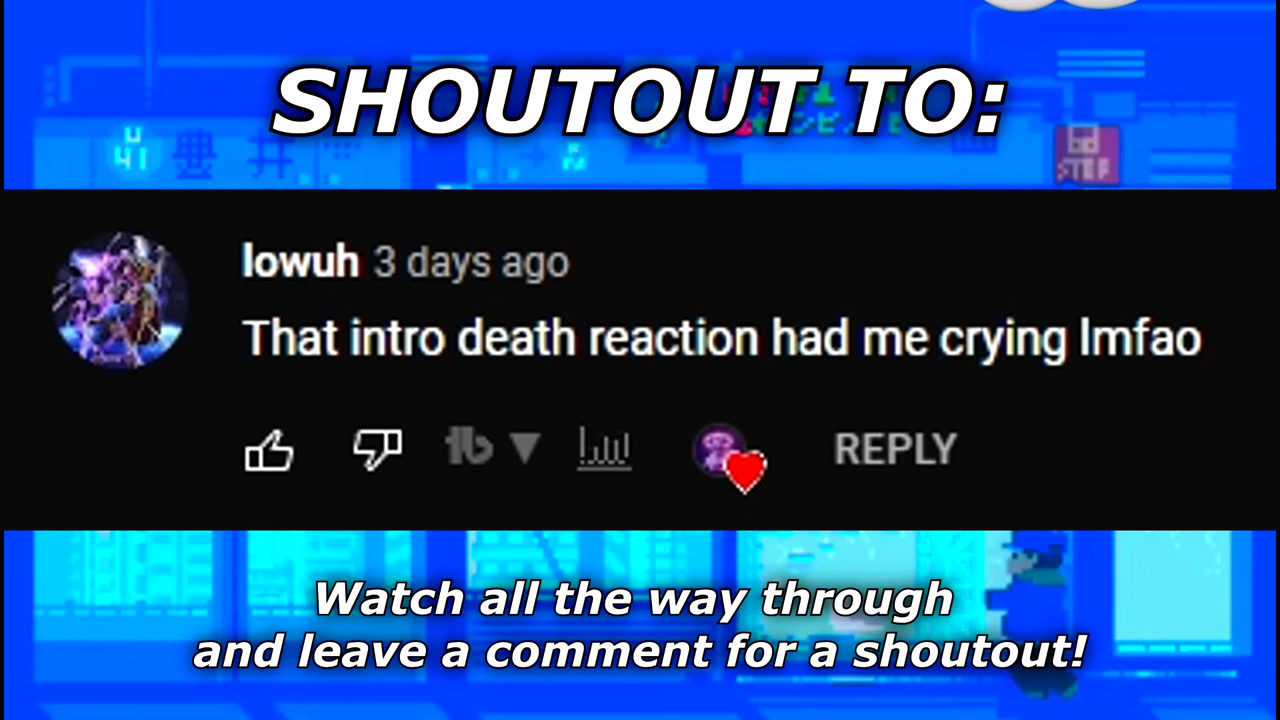 SHOUTOUT TO:
lowuh 3 days ago
That intro death reaction had me crying lmfao
REPLY
Watch all the way through
and leave a comment for a shoutout!